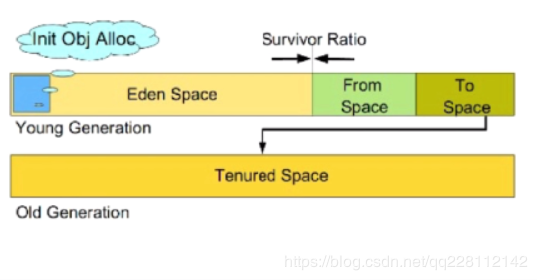 Init Obj Alloc
Survivor Ratio
Eden Space
From
Space
To
Space
Young Generation
Tenured Space
Old Generation
https://blog.csdn.net/qq228112142